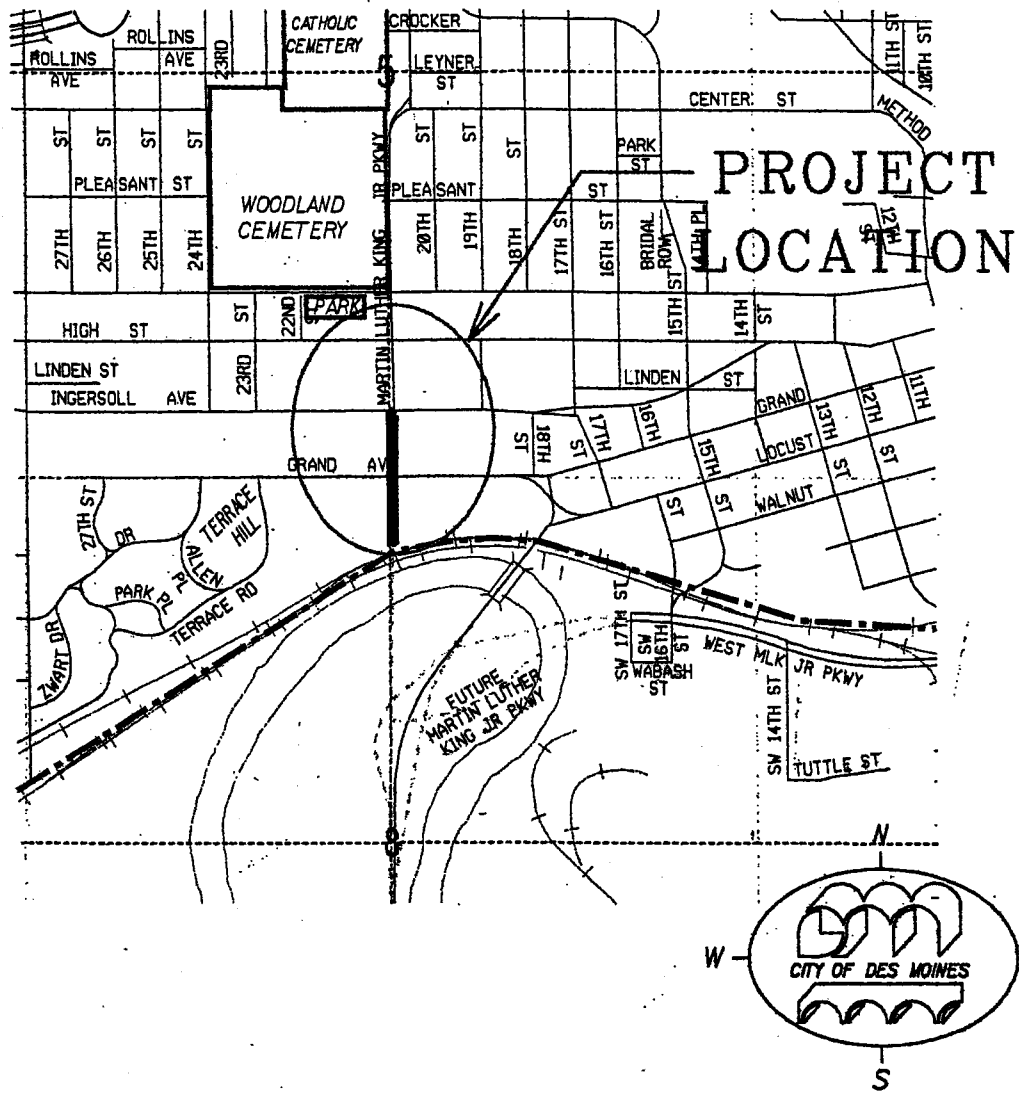 CATHOLIC
CEMETERY
CROCKER
ROLLINS
AVE
ROLLINS
AVE
23RD
5
LEYNER
ST
11TH ST
10TH ST
CENTER ST
METHOD
27TH ST
26TH ST
25TH ST
24TH ST
PLEASANT ST
WOODLAND
CEMETERY
MARTIN LUTHER KING JR PKWY
20TH ST
19TH ST
18TH ST
PLEASANT ST
PARK
ST
17TH ST
16TH ST
BRIDAL
ROW
15TH ST
14TH PL
12TH
ST
PROJECT
LOCATION
HIGH ST
ST
22ND
PARK
14TH ST
LINDEN ST
INGERSOLL AVE
23RD
LINDEN ST
GRAND
13TH ST
12TH ST
11TH
GRAND AV
18TH
ST
17TH
ST
16TH
ST
LOCUST
15TH
ST
WALNUT
27TH ST
DR
TERRACE
HILL
ALLEN
PL
PARK PL
TERRACE RD
ZWART DR
FUTURE
MARTIN LUTHER
KING JR PKWY
SW 17TH ST
SW
16TH
ST
WABASH
ST
WEST MLK JR PKWY
SW 14TH ST
TUTTLE ST
8
N
W
CITY OF DES MOINES
S